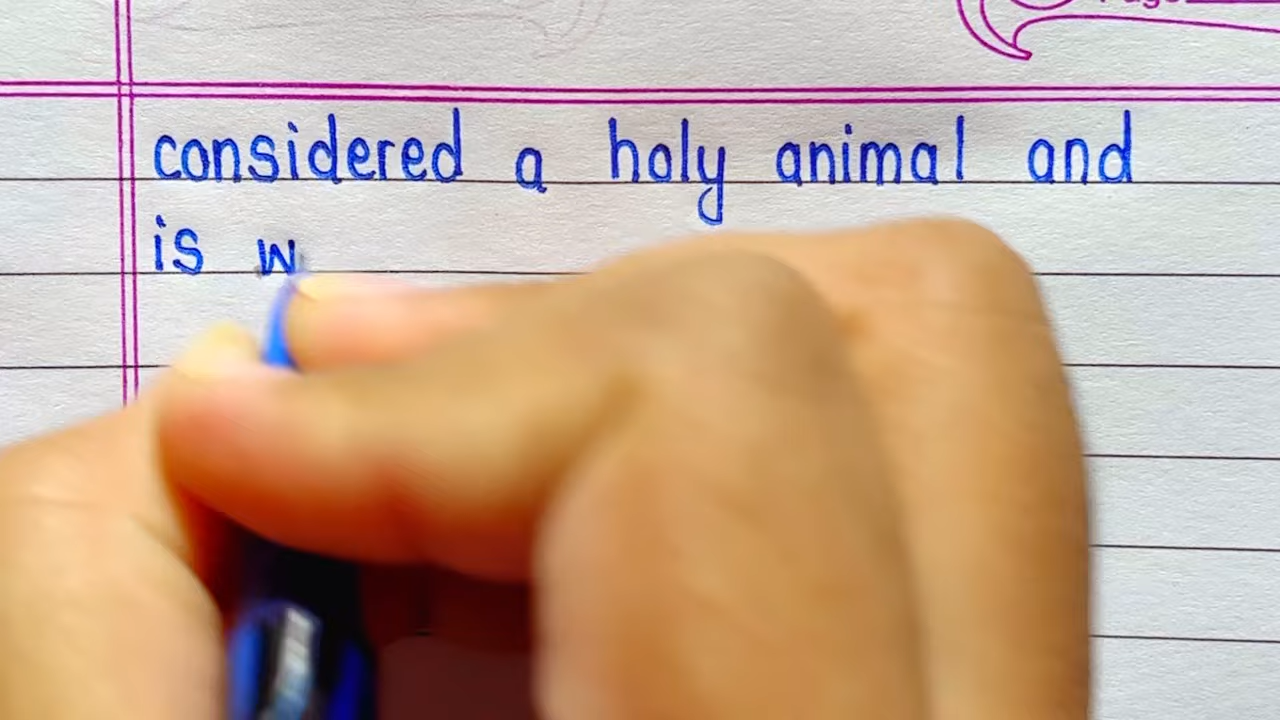 considered a holy animal and
is w